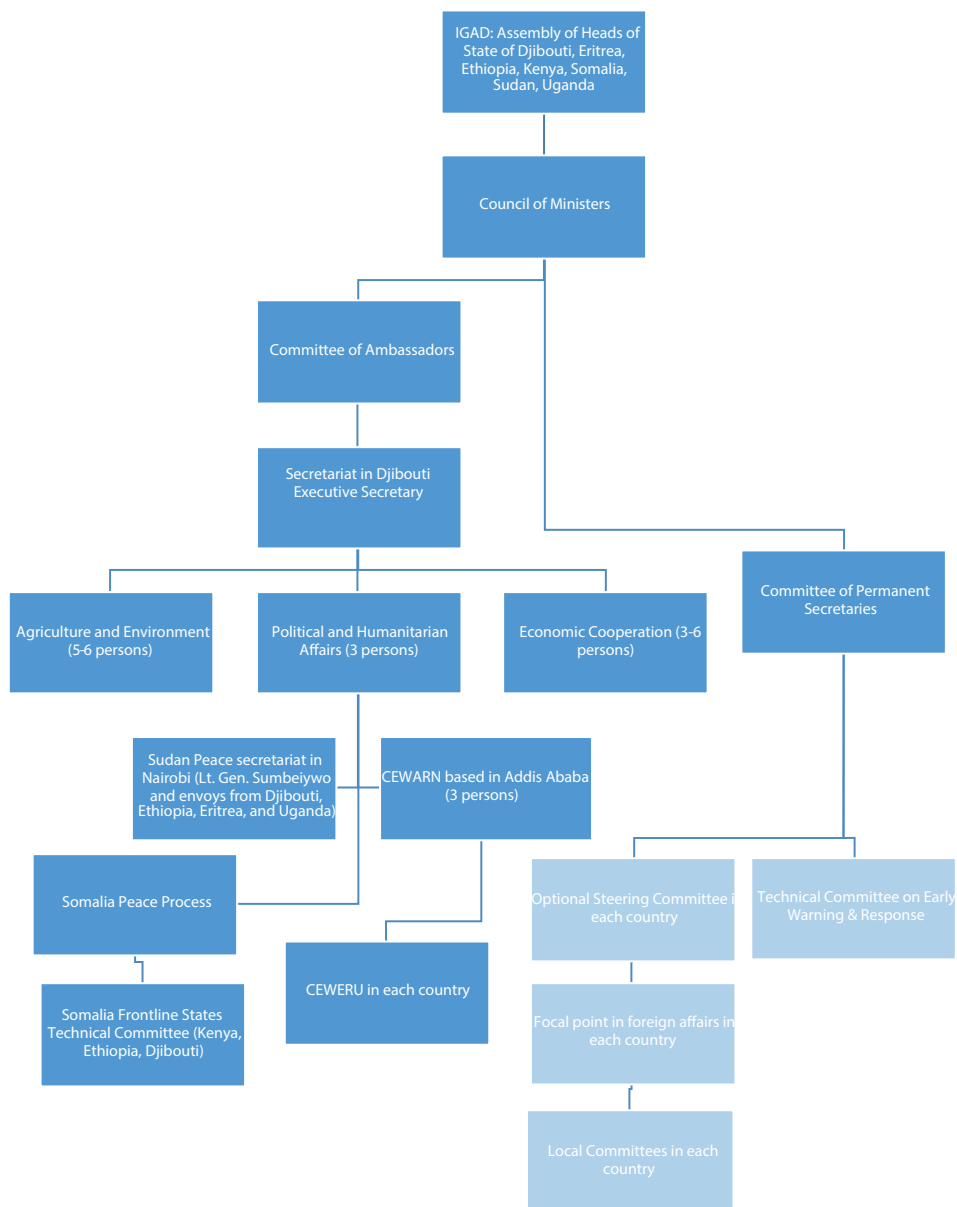 IGAD: Assembly of Heads of
State of Djibouti, Eritrea,
Ethiopia, Kenya, Somalia,
Sudan, Uganda
Council of Ministers
Committee of Ambassadors
Secretariat in Djibouti
Executive Secretary
Committee of Permanent
Secretaries
Agriculture and Environment
(5-6 persons)
Political and Humanitarian
Affairs (3 persons)
Economic Cooperation (3-6
persons)
Sudan Peace secretariat in
Nairobi (Lt. Gen. Sumbeiywo
and envoys from Djibouti,
Ethiopia, Eritrea, and Uganda)
CEWARN based in Addis Ababa
(3 persons)
Somalia Peace Process
Optional Steering Committee i
each country
Technical Committee on Early
Warning & Response
CEWERU in each country
Somalia Frontline States
Technical Committee (Kenya,
Ethiopia, Djibouti)
Focal point in foreign affairs in
each country
Local Committees in each
country